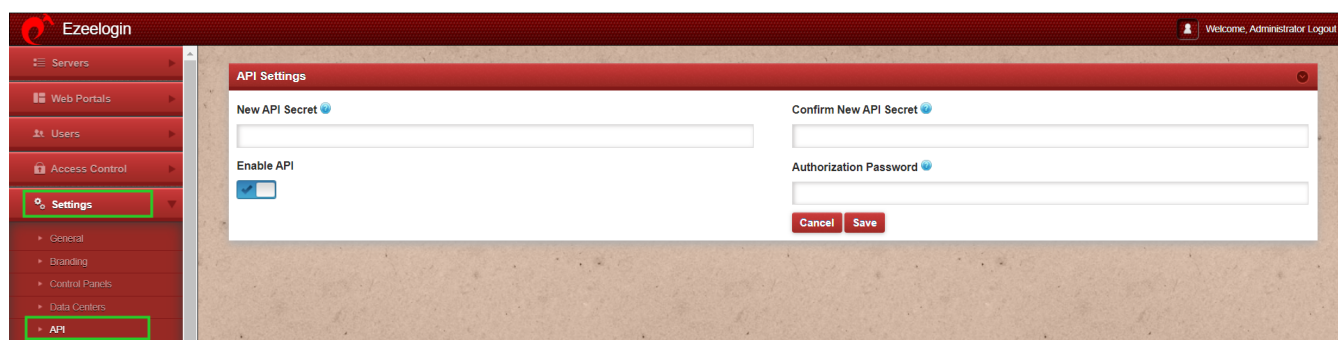 Ezeelogin
Welcome, Administrator Logout
Servers
Web Portals
Users
Access Control
Settings
General
Branding
Control Panels
Data Centers
API
API Settings
New API Secret
Confirm New API Secret
Enable API
Authorization Password
Cancel Save